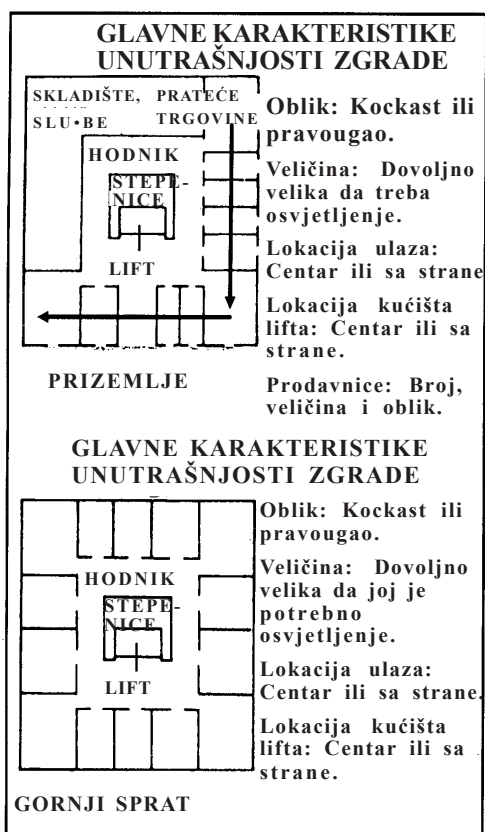 GLAVNE KARAKTERISTIKE
UNUTRAŠNJOSTI ZGRADE
SKLADIŠTE, PRATEĆE
SLU•BE TRGOVINE
HODNIK
STEPE-
NICE
LIFT
PRIZEMLJE
Oblik: Kockast ili
pravougao.
Veličina: Dovoljno
velika da treba
osvjetljenje.
Lokacija ulaza:
Centar ili sa strane
Lokacija kućišta
lifta: Centar ili sa
strane.
Prodavnice: Broj,
veličina i oblik.
GLAVNE KARAKTERISTIKE
UNUTRAŠNJOSTI ZGRADE
HODNIK
STEPE-
NICE
LIFT
GORNJI SPRAT
Oblik: Kockast ili
pravougao.
Veličina: Dovoljno
velika da joj je
potrebno
osvjetljenje.
Lokacija ulaza:
Centar ili sa strane.
Lokacija kućišta
lifta: Centar ili sa
strane.